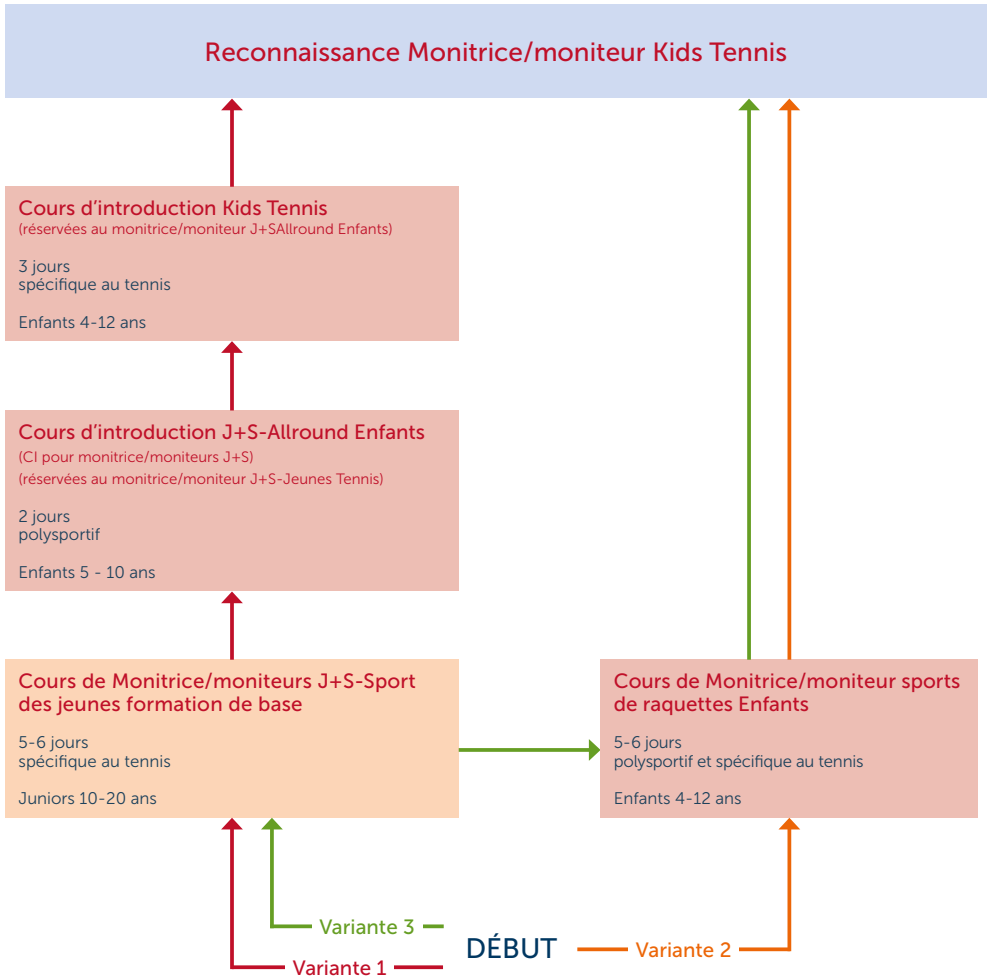 Reconnaissance Monitrice/moniteur Kids Tennis
Cours d’introduction Kids Tennis
(réservées au monitrice/moniteur J+SAllround Enfants)
3 jours
spécifique au tennis
Enfants 4-12 ans
Cours d’introduction J+S-Allround Enfants
(CI pour monitrice/moniteurs J+S)
(réservées au monitrice/moniteur J+S-Jeunes Tennis)
2 jours
polysportif
Enfants 5 - 10 ans
Cours de Monitrice/moniteurs J+S-Sport
des jeunes formation de base
5-6 jours
spécifique au tennis
Juniors 10-20 ans
Cours de Monitrice/moniteur sports
de raquettes Enfants
5-6 jours
polysportif et spécifique au tennis
Enfants 4-12 ans
Variante 3
DÉBUT
Variante 2
Variante 1